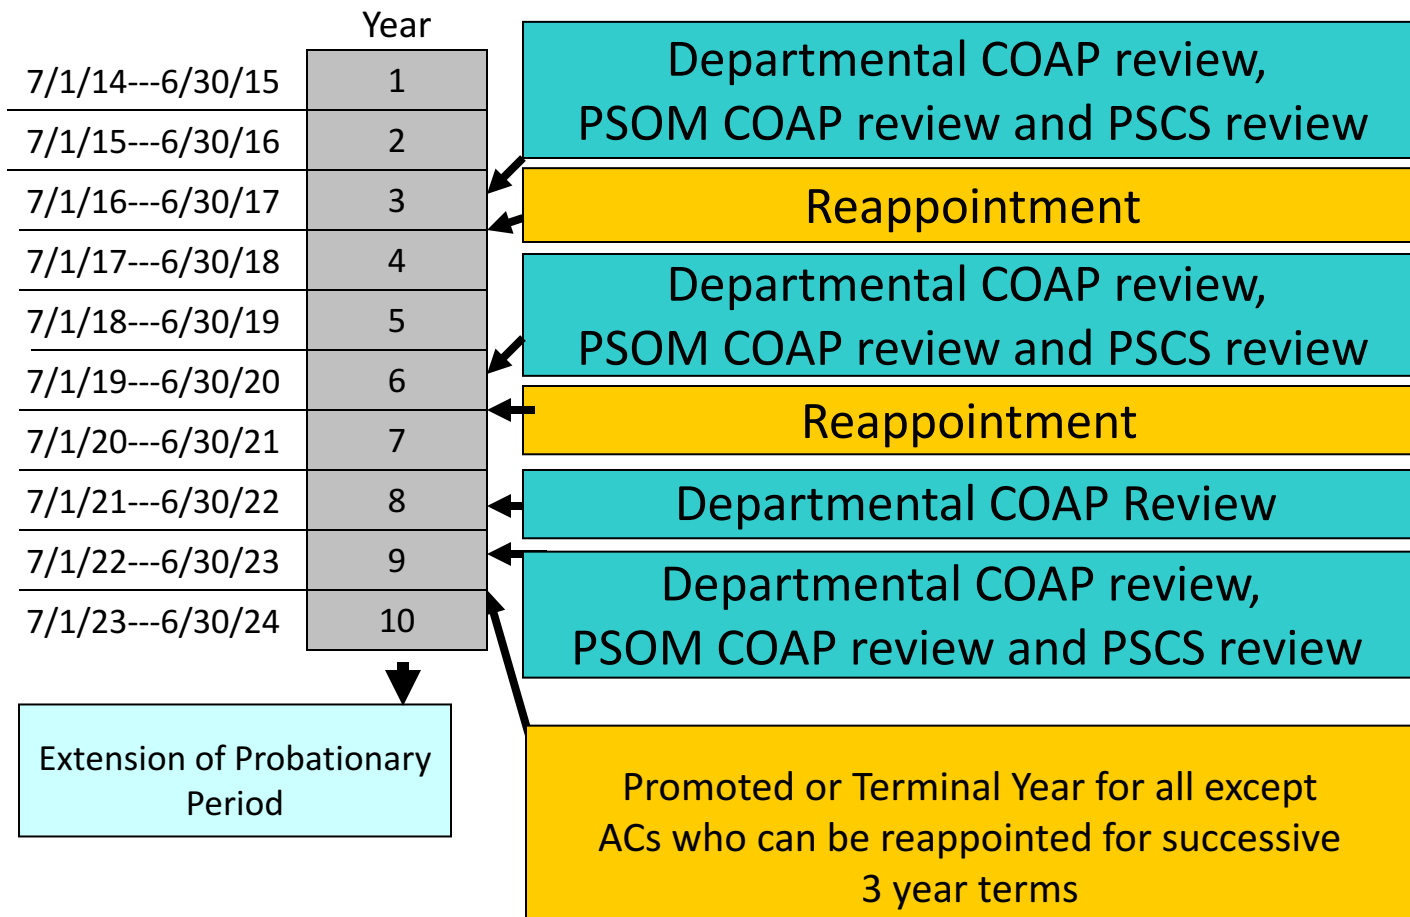 Year
7/1/14---6/30/15 1
7/1/15---6/30/16 2
7/1/16---6/30/17 3
7/1/17---6/30/18 4
7/1/18---6/30/19 5
7/1/19---6/30/20 6
7/1/20---6/30/21 7
7/1/21---6/30/22 8
7/1/22---6/30/23 9
7/1/23---6/30/24 10
Departmental COAP review,
PSOM COAP review and PSCS review
Reappointment
Departmental COAP review,
PSOM COAP review and PSCS review
Reappointment
Departmental COAP Review
Departmental COAP review,
PSOM COAP review and PSCS review
Extension of Probationary
Period
Promoted or Terminal Year for all except
ACs who can be reappointed for successive
3 year terms